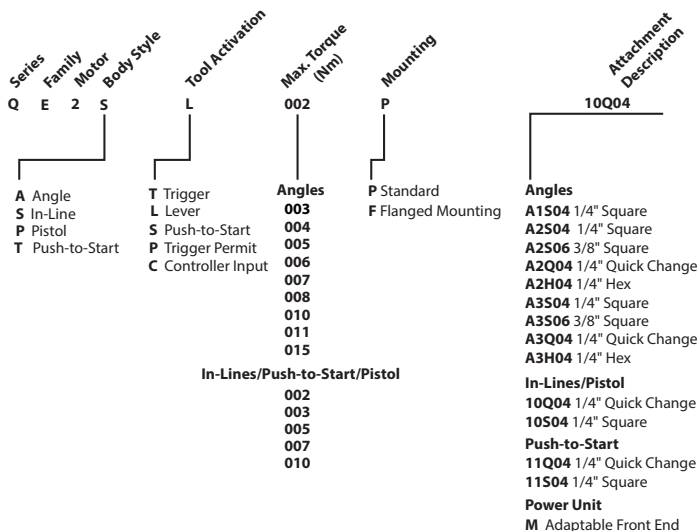 Series
Family
Motor
Body Style
Tool Activation
Max. Torque
(Nm)
Mounting
Attachment
Description
Q E 2 S L 002 P 10Q04
A Angle
S In-Line
P Pistol
T Push-to-Start
T Trigger
L Lever
S Push-to-Start
P Trigger Permit
C Controller Input
Angles
003
004
005
006
007
008
010
011
015
In-Lines/Push-to-Start/Pistol
002
003
005
007
010
P Standard
F Flanged Mounting
Angles
A1S04 1/4" Square
A2S04 1/4" Square
A2S06 3/8" Square
A2Q04 1/4" Quick Change
A2H04 1/4" Hex
A3S04 1/4" Square
A3S06 3/8" Square
A3Q04 1/4" Quick Change
A3H04 1/4" Hex
In-Lines/Pistol
10Q04 1/4" Quick Change
10S04 1/4" Square
Push-to-Start
11Q04 1/4" Quick Change
11S04 1/4" Square
Power Unit
M Adaptable Front End